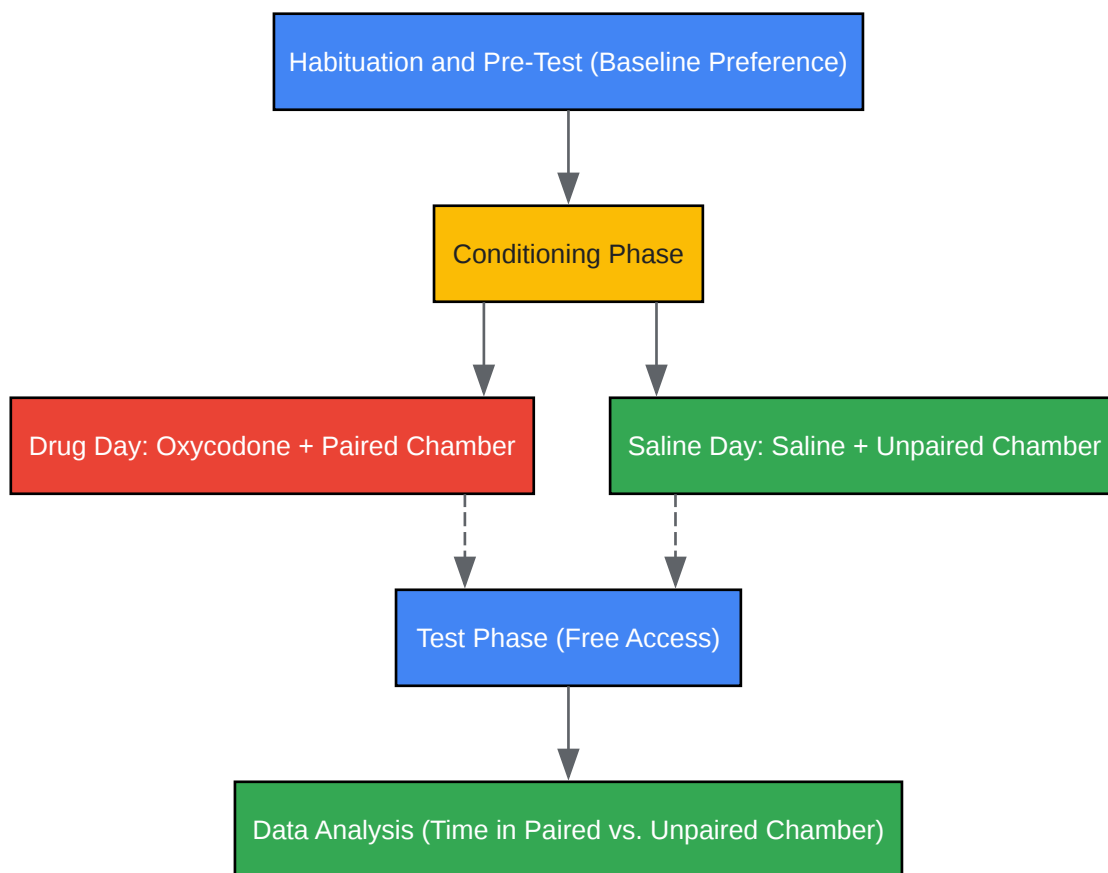 Habituation and Pre-Test (Baseline Preference)
Conditioning Phase
Drug Day: Oxycodone + Paired Chamber
Saline Day: Saline + Unpaired Chamber
Test Phase (Free Access)
Data Analysis (Time in Paired vs. Unpaired Chamber)